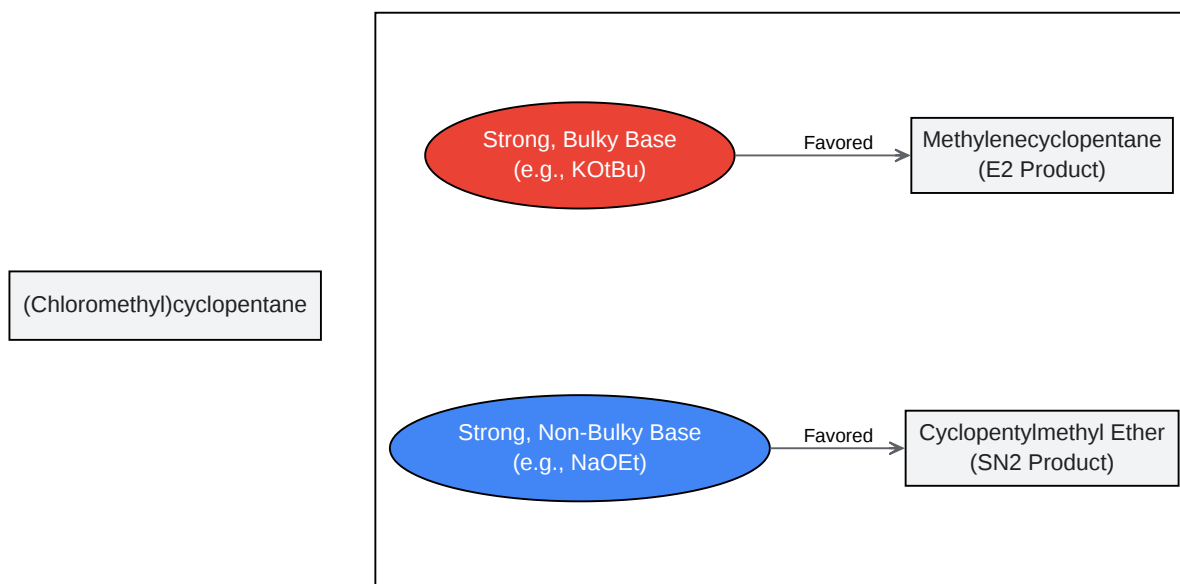 Strong, Bulky Base
(e.g., KOtBu)
Favored
Methylenecyclopentane
(E2 Product)
(Chloromethyl)cyclopentane
Strong, Non-Bulky Base
(e.g., NaOEt)
Favored
Cyclopentylmethyl Ether
(SN2 Product)